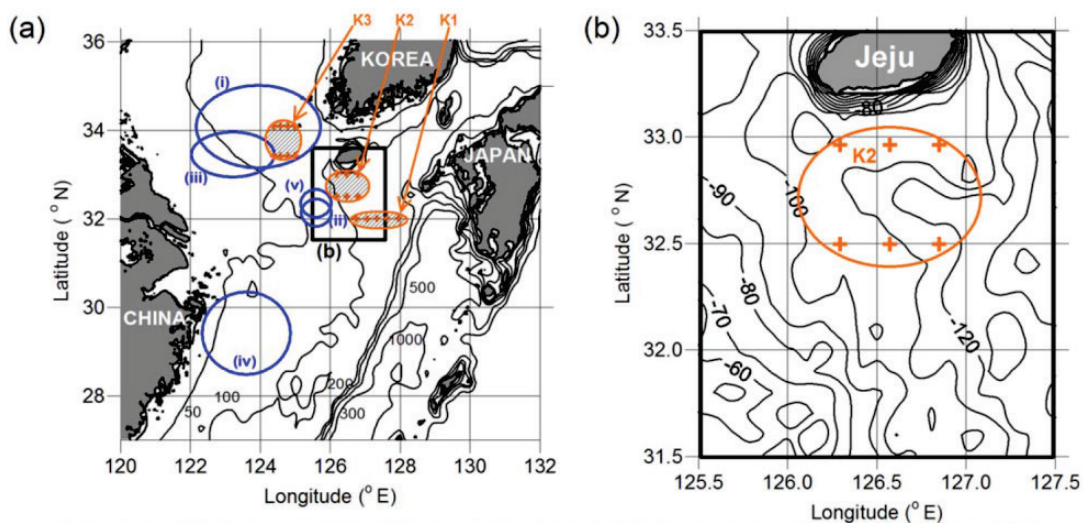 (a)
K3 K2 K1
36
34
32
30
28
KOREA
JAPAN
CHINA
(i)
(iii)
(v)
(ii)
(b)
(iv)
500
1000
200
300
100
50
120 122 124 126 128 130 132
Latitude (° N)
Longitude (° E)
(b)
33.5
33.0
32.5
32.0
31.5
Jeju
-80
K2
-90
-100
-80
-70
-60
-120
125.5 126.0 126.5 127.0 127.5
Latitude (° N)
Longitude (° E)